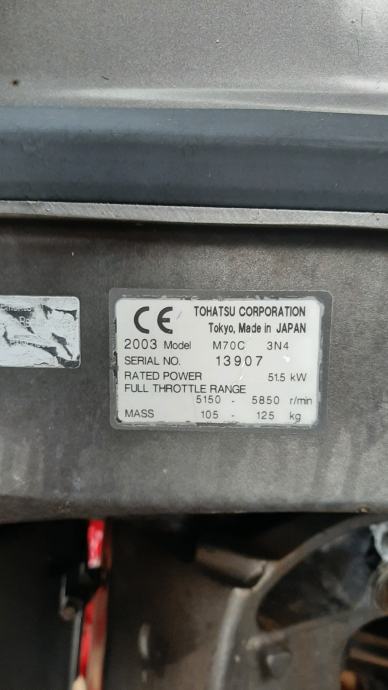 CE TOHATSU CORPORATION
Tokyo, Made in JAPAN
2003 Model M70C 3N4
SERIAL NO. 13907
RATED POWER 51.5 kW
FULL THROTTLE RANGE
5150 - 5850 r/min
MASS 105 - 125 kg